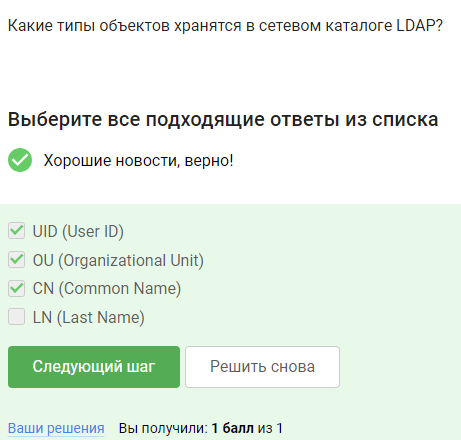 Какие типы объектов хранятся в сетевом каталоге LDAP?
Выберите все подходящие ответы из списка
Хорошие новости, верно!
UID (User ID)
OU (Organizational Unit)
CN (Common Name)
LN (Last Name)
Следующий шаг
Решить снова
Ваши решения Вы получили: 1 балл из 1